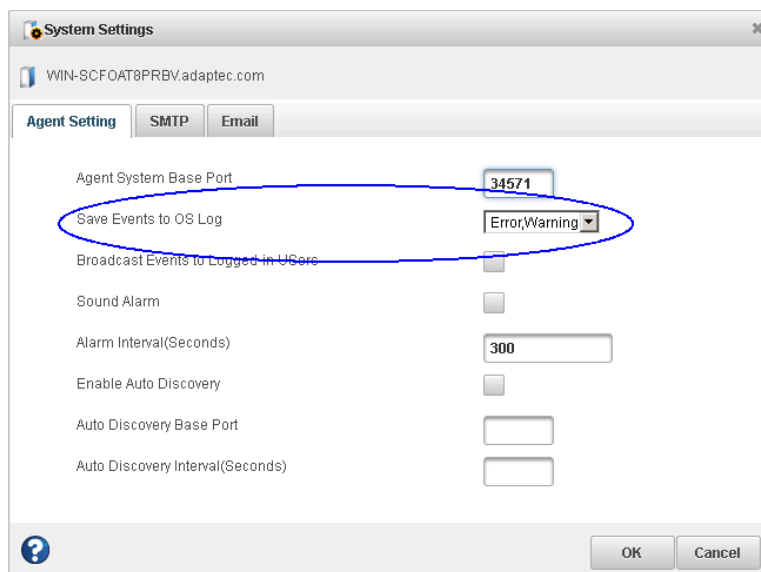 System Settings
WIN-SCFOAT8PRBV.adaptec.com
Agent Setting SMTP Email
Agent System Base Port 34571
Save Events to OS Log Error,Warning
Broadcast Events to Logged-in USers
Sound Alarm
Alarm Interval(Seconds) 300
Enable Auto Discovery
Auto Discovery Base Port
Auto Discovery Interval(Seconds)
? OK Cancel